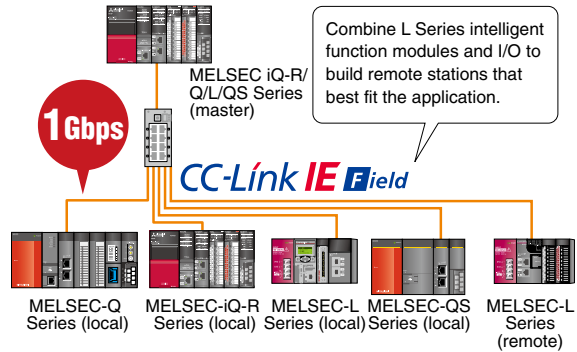 Combine L Series intelligent
function modules and I/O to
build remote stations that
best fit the application.
MELSEC iQ-R/
Q/L/QS Series
(master)
1 Gbps
CC-Link IE Field
MELSEC-Q
Series (local)
MELSEC-iQ-R
Series (local)
MELSEC-L
Series (local)
MELSEC-QS
Series (local)
MELSEC-L
Series
(remote)